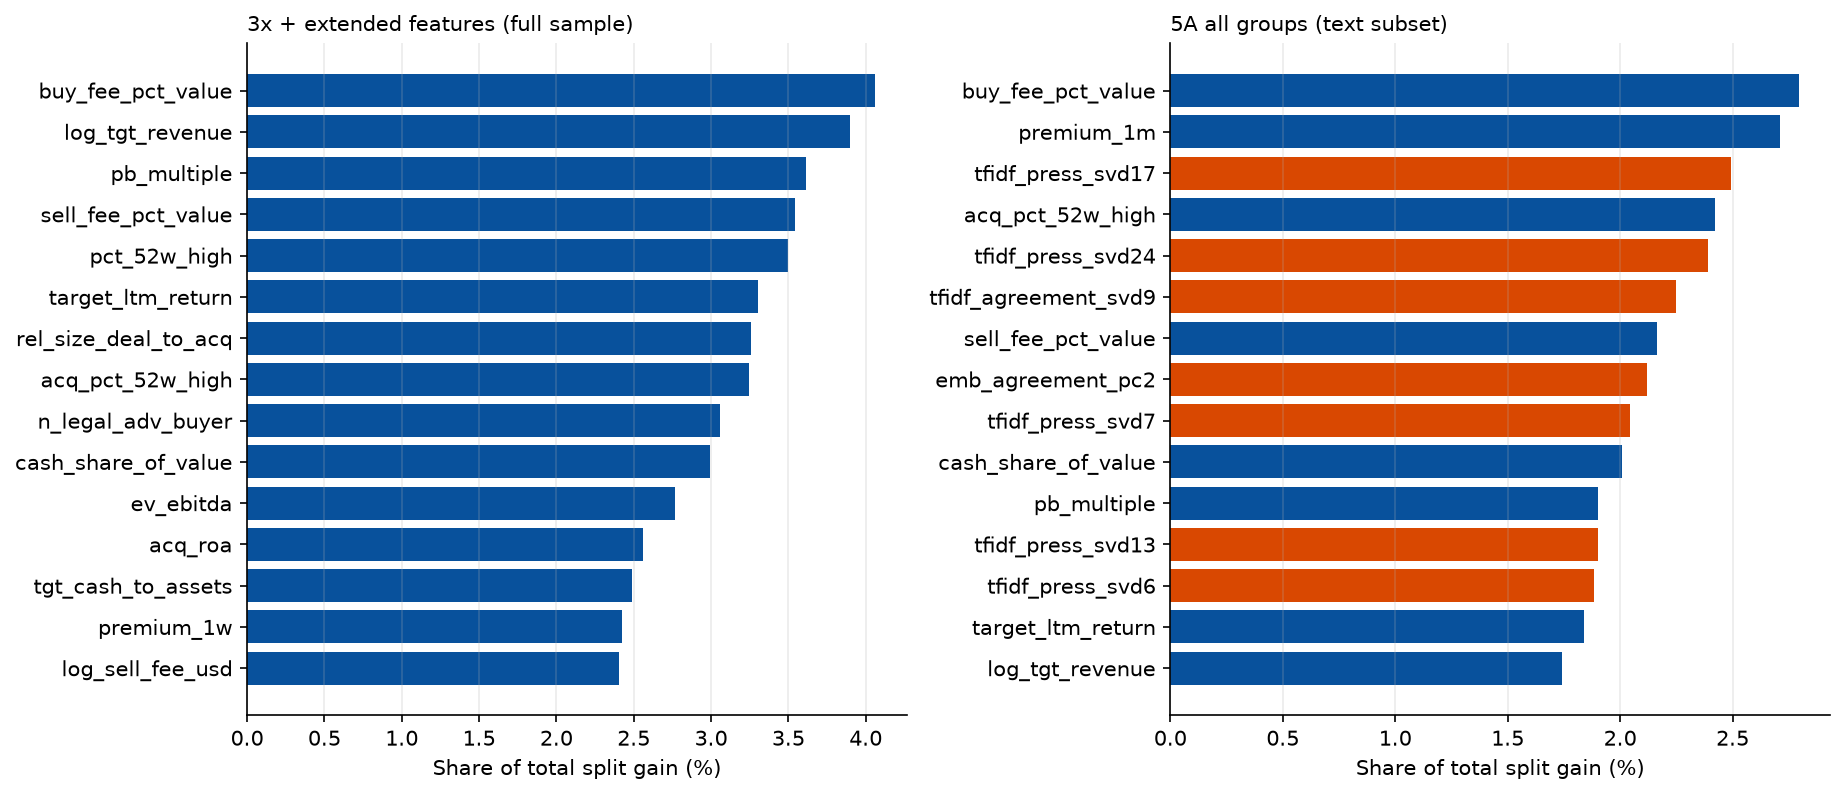 3x + extended features (full sample)
buy_fee_pct_value
log_tgt_revenue
pb_multiple
sell_fee_pct_value
pct_52w_high
target_ltm_return
rel_size_deal_to_acq
acq_pct_52w_high
n_legal_adv_buyer
cash_share_of_value
ev_ebitda
acq_roa
tgt_cash_to_assets
premium_1w
log_sell_fee_usd
0.0 0.5 1.0 1.5 2.0 2.5 3.0 3.5 4.0
Share of total split gain (%)
5A all groups (text subset)
buy_fee_pct_value
premium_1m
tfidf_press_svd17
acq_pct_52w_high
tfidf_press_svd24
tfidf_agreement_svd9
sell_fee_pct_value
emb_agreement_pc2
tfidf_press_svd7
cash_share_of_value
pb_multiple
tfidf_press_svd13
tfidf_press_svd6
target_ltm_return
log_tgt_revenue
0.0 0.5 1.0 1.5 2.0 2.5
Share of total split gain (%)